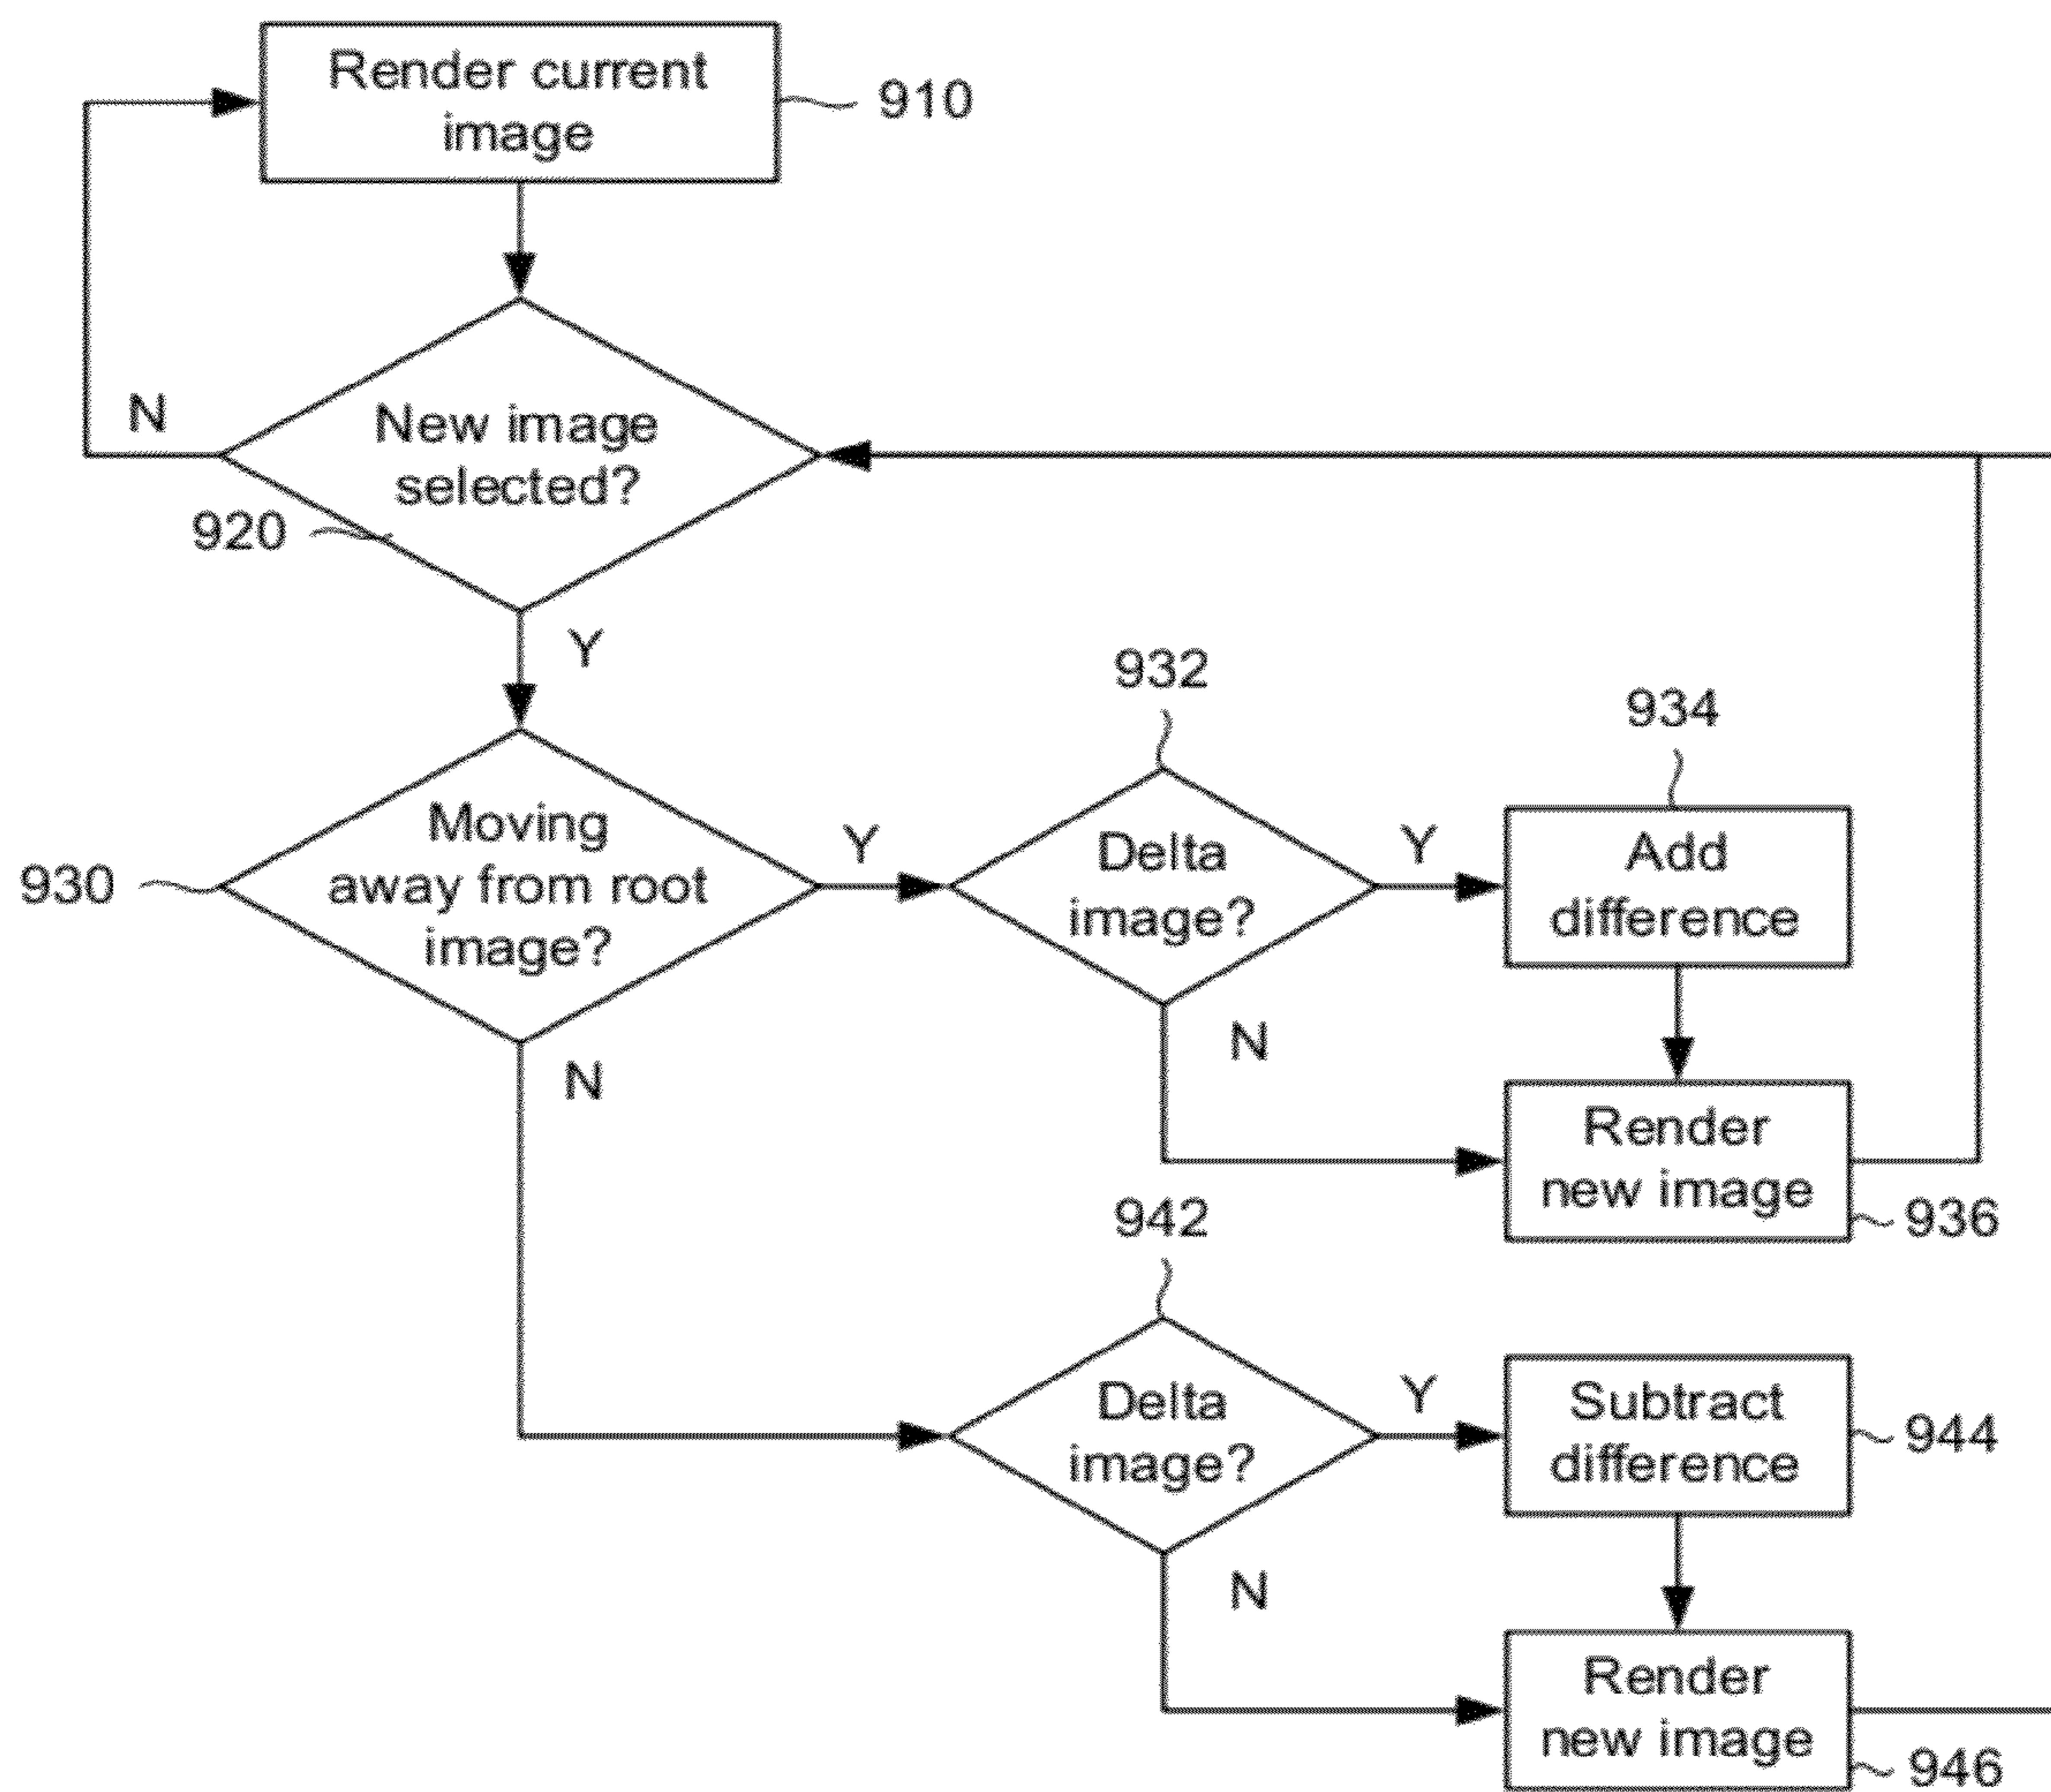 Render current
image
910
N
New image
selected?
920
Y
932
934
930
Moving
away from root
image?
Y
Delta
image?
Y
Add
difference
N
N
Render
new image
936
942
Delta
image?
Y
Subtract
difference
944
N
Render
new image
946